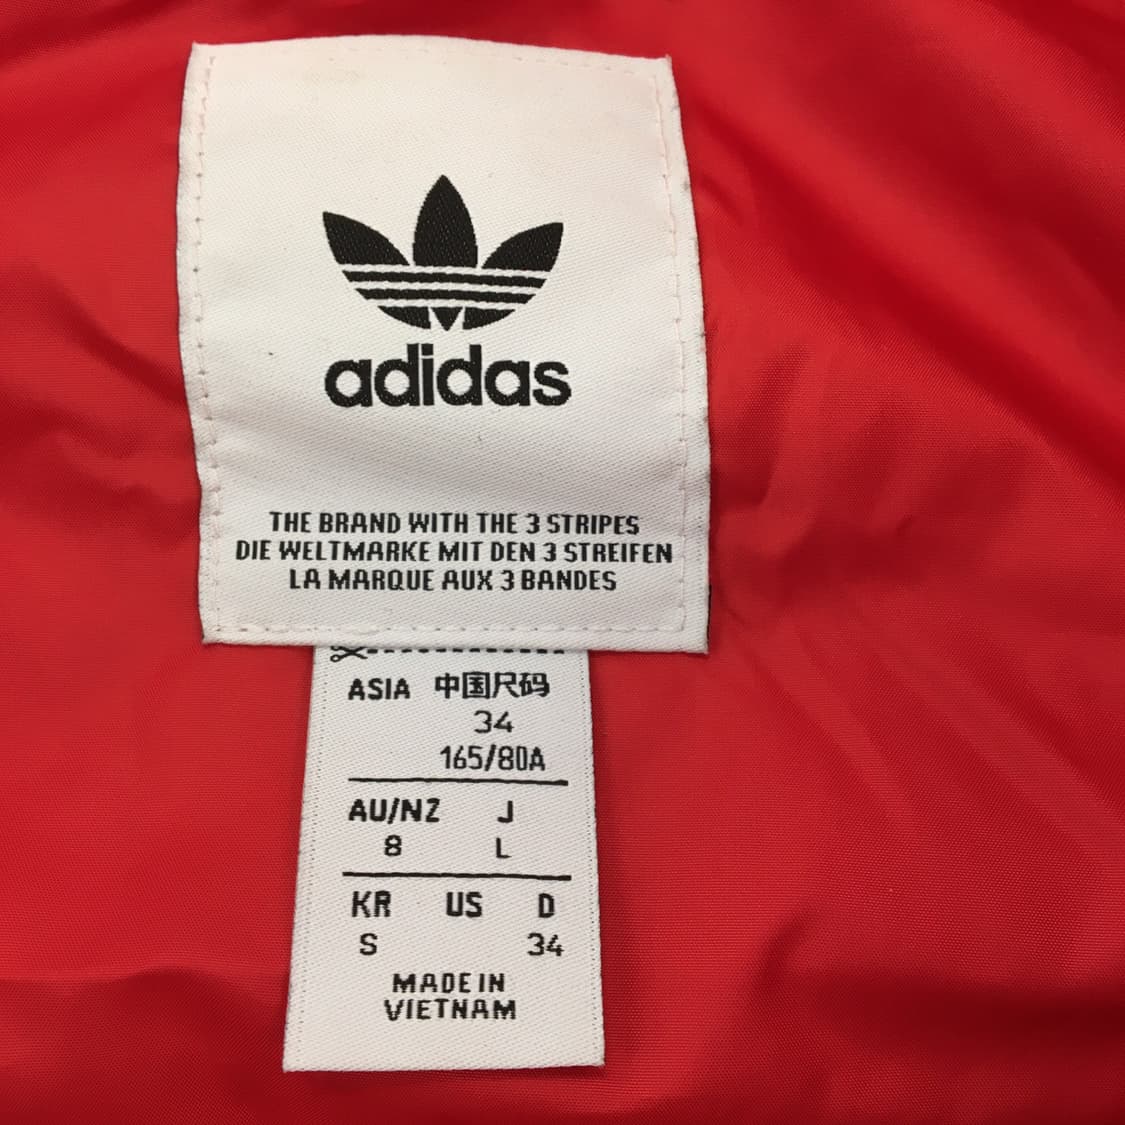 adidas
THE BRAND WITH THE 3 STRIPES
DIE WELTMARKE MIT DEN 3 STREIFEN
LA MARQUE AUX 3 BANDES
ASIA 中国尺码
34
165/80A
AU/NZ J
8 L
KR US D
S 34
MADE IN
VIETNAM